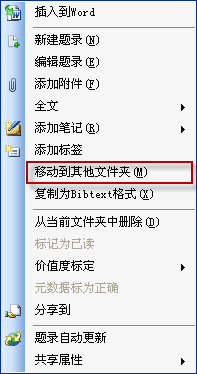 插入到Word
新建题录(N)
编辑题录(E)
添加附件(F)
全文
添加笔记(R)
添加标签
移动到其他文件夹(M)
复制为Bibtext格式(X)
从当前文件夹中删除(D)
标记为已读
价值度标定
元数据标为正确
分享到
题录自动更新
共享属性